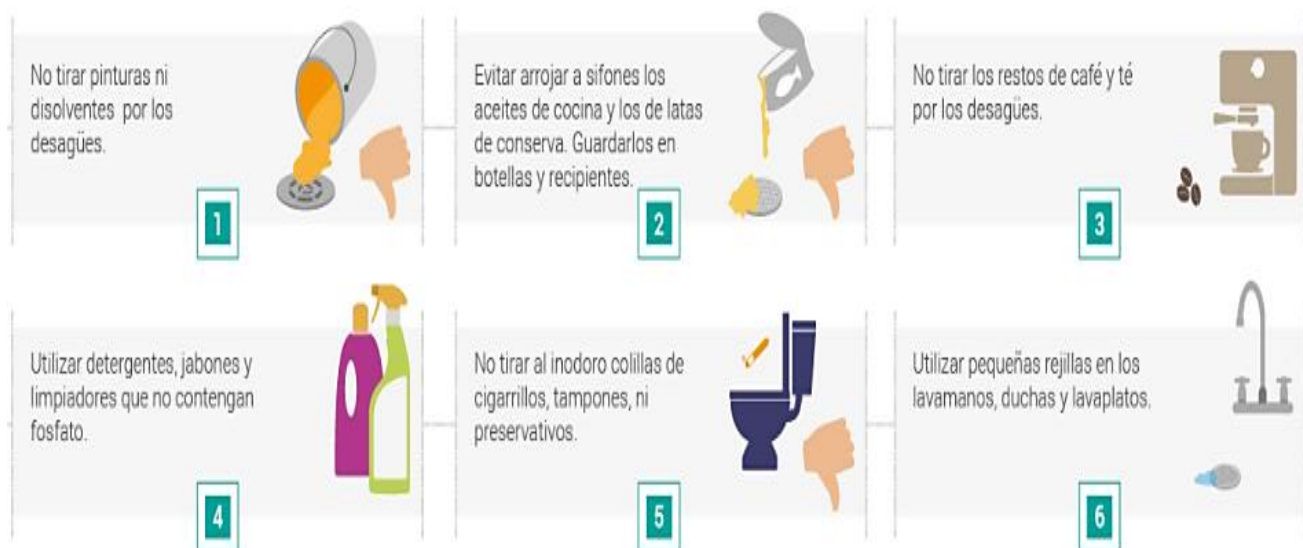 No tirar pinturas ni
disolventes por los
desagües.
1
Evitar arrojar a sifones los
aceites de cocina y los de latas
de conserva. Guardarlos en
botellas y recipientes.
2
No tirar los restos de café y té
por los desagües.
3
Utilizar detergentes, jabones y
limpiadores que no contengan
fosfato.
4
No tirar al inodoro colillas de
cigarrillos, tampones, ni
preservativos.
5
Utilizar pequeñas rejillas en los
lavamanos, duchas y lavaplatos.
6